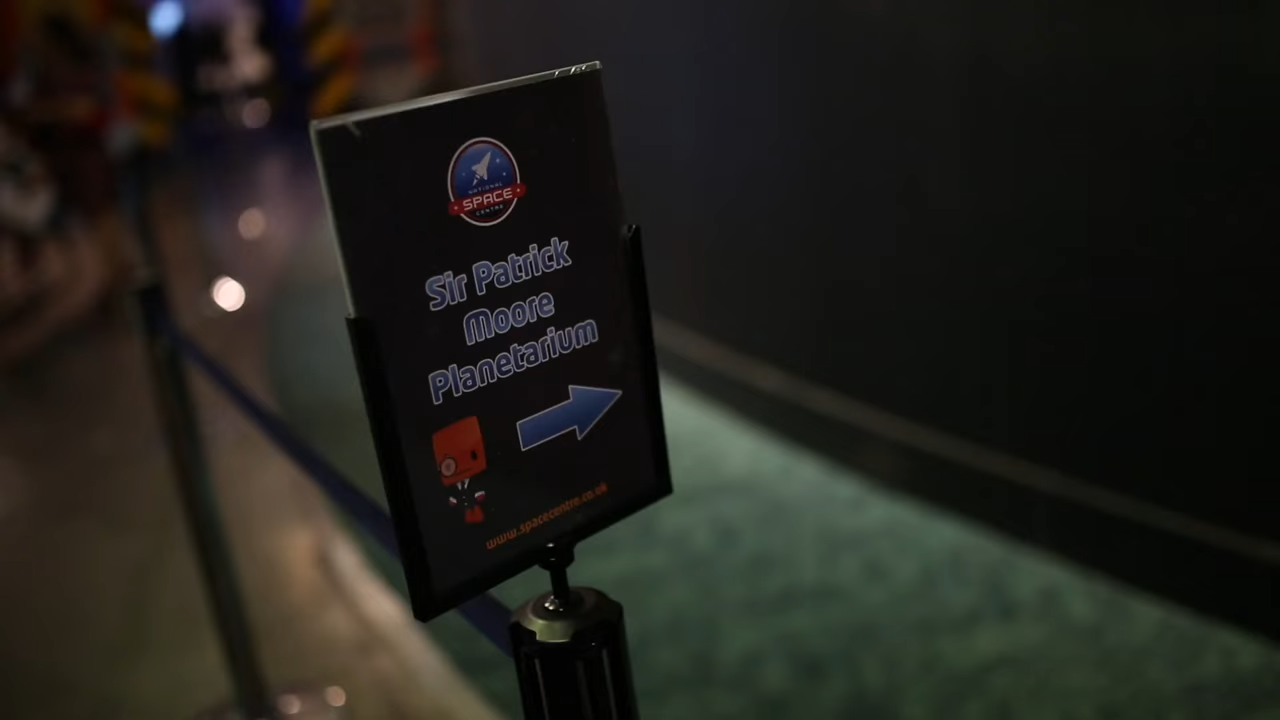 NATIONAL
SPACE
CENTRE
Sir Patrick
Moore
Planetarium
www.spacecentre.co.uk